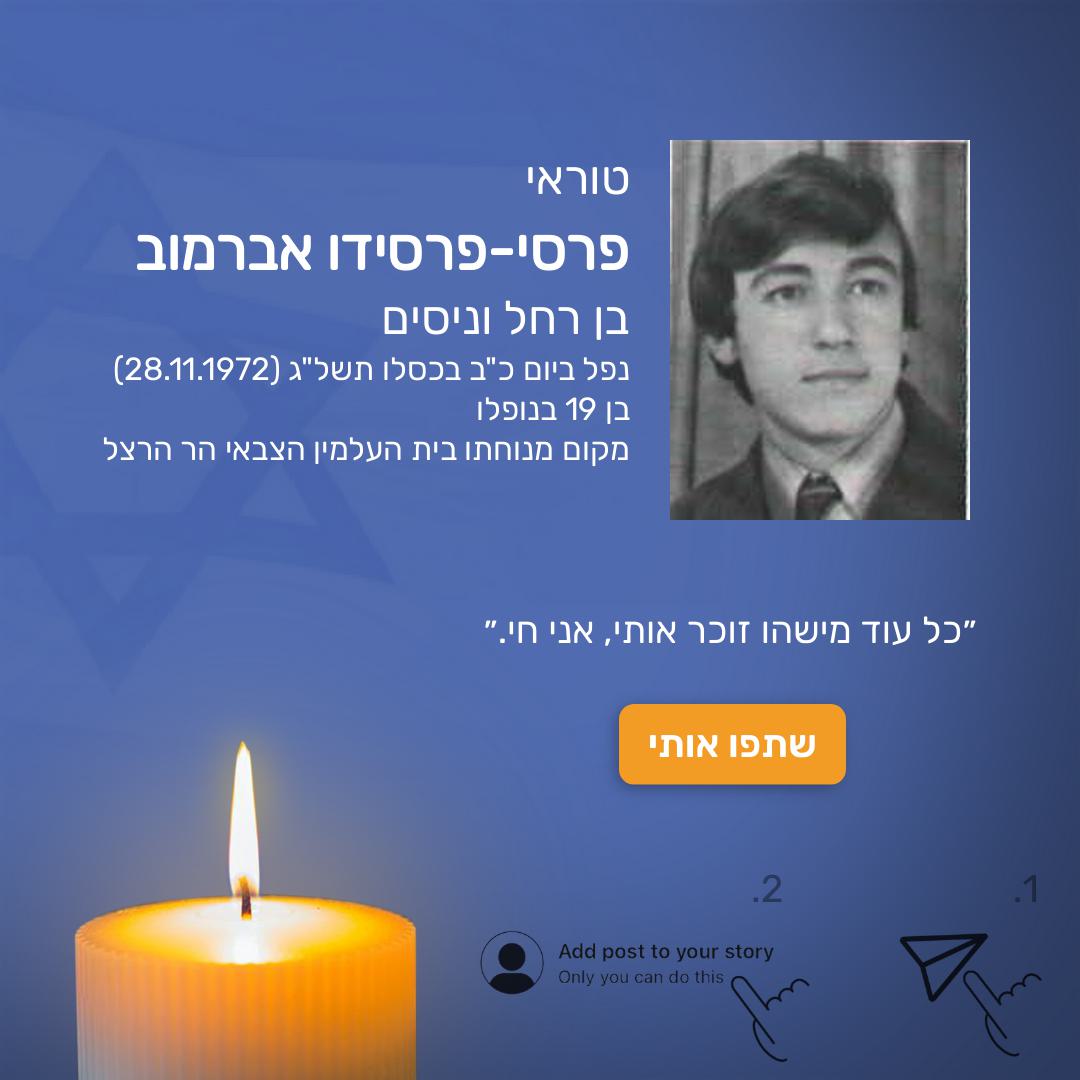 טוראי
פרסי-פרסידו אברמוב
בן רחל וניסים
נפל ביום כ"ב בכסלו תשל"ג (28.11.1972)
בן 19 בנופלו
מקום מנוחתו בית העלמין הצבאי הר הרצל
״כל עוד מישהו זוכר אותי, אני חי.״
שתפו אותי
.1
.2
Add post to your story
Only you can do this